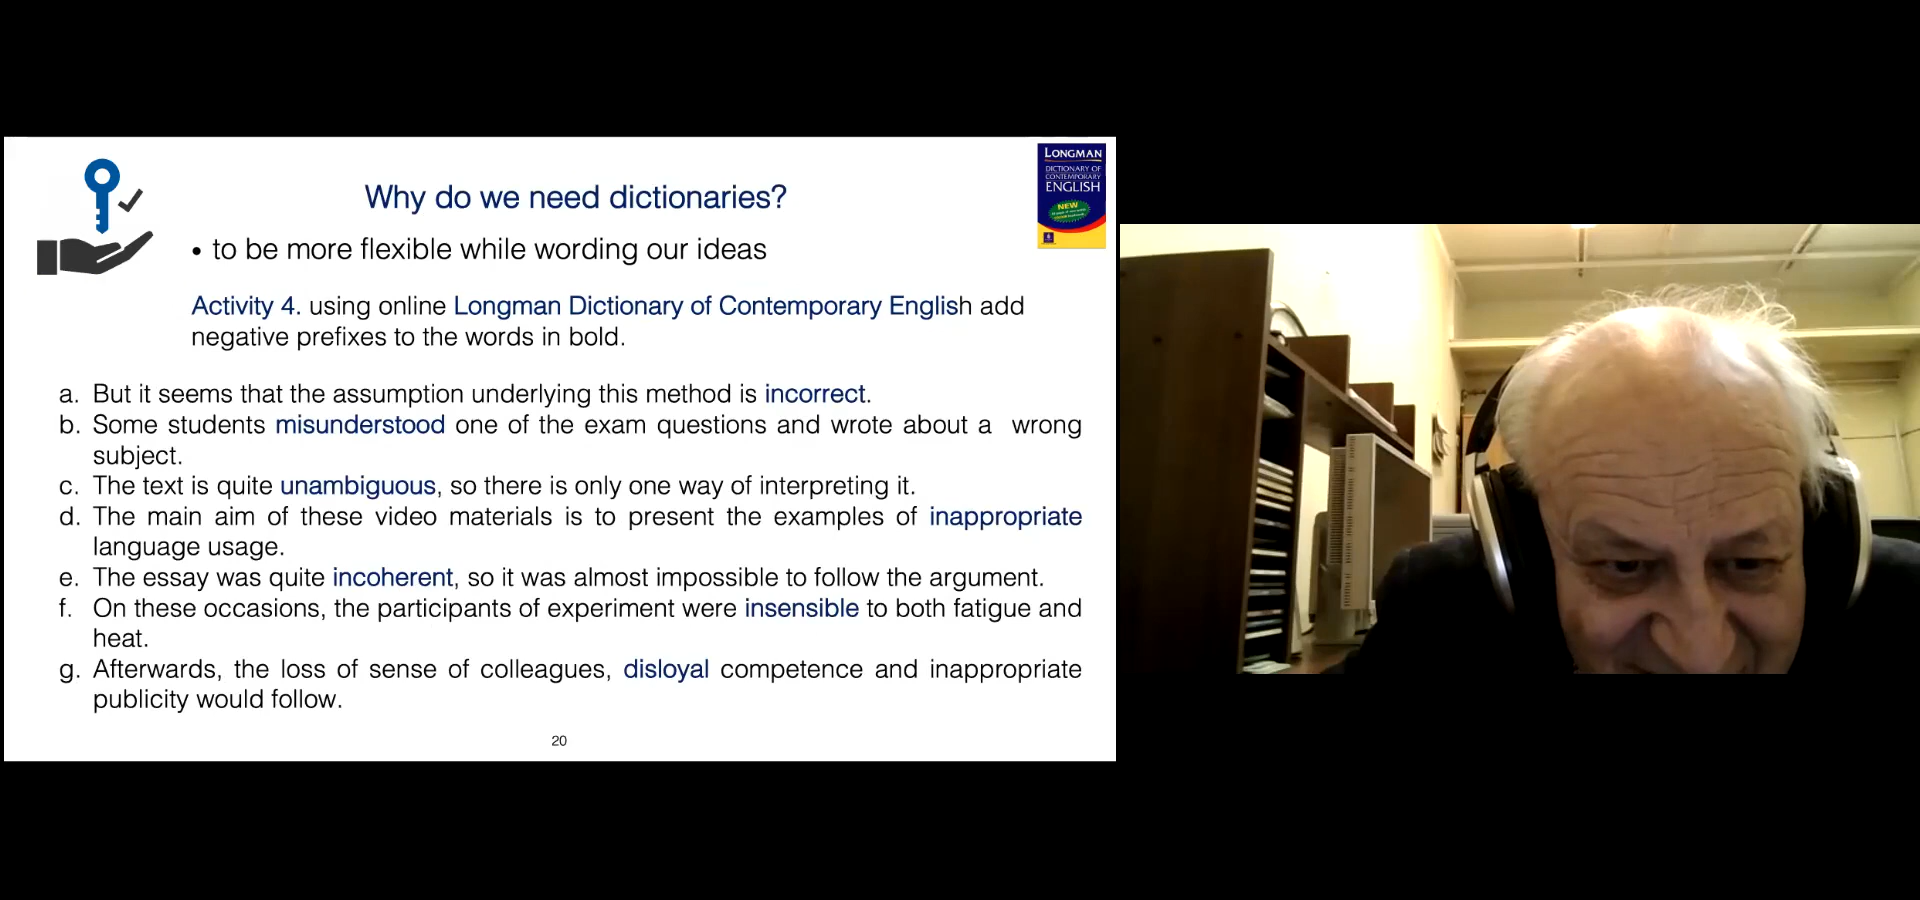 Why do we need dictionaries?
LONGMAN
DICTIONARY OF
CONTEMPORARY
ENGLISH
NEW
• to be more flexible while wording our ideas
Activity 4. using online Longman Dictionary of Contemporary English add
negative prefixes to the words in bold.
a. But it seems that the assumption underlying this method is incorrect.
b. Some students misunderstood one of the exam questions and wrote about a wrong
subject.
c. The text is quite unambiguous, so there is only one way of interpreting it.
d. The main aim of these video materials is to present the examples of inappropriate
language usage.
e. The essay was quite incoherent, so it was almost impossible to follow the argument.
f. On these occasions, the participants of experiment were insensible to both fatigue and
heat.
g. Afterwards, the loss of sense of colleagues, disloyal competence and inappropriate
publicity would follow.
20